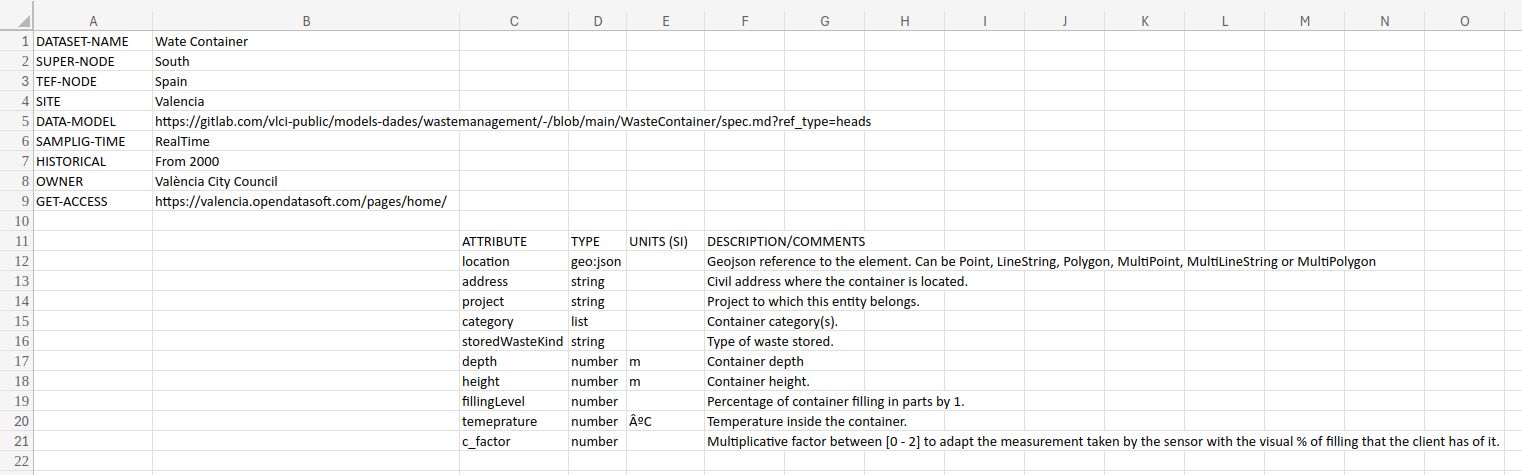 A B C D E F G H I J K L M N O
1 DATASET-NAME Wate Container
2 SUPER-NODE South
3 TEF-NODE Spain
4 SITE Valencia
5 DATA-MODEL https://gitlab.com/vlci-public/models-dades/wastemanagement/-/blob/main/WasteContainer/spec.md?ref_type=heads
6 SAMPLIG-TIME RealTime
7 HISTORICAL From 2000
8 OWNER València City Council
9 GET-ACCESS https://valencia.opendatasoft.com/pages/home/
10
11 ATTRIBUTE TYPE UNITS (SI) DESCRIPTION/COMMENTS
12 location geo:json Geojson reference to the element. Can be Point, LineString, Polygon, MultiPoint, MultiLineString or MultiPolygon
13 address string Civil address where the container is located.
14 project string Project to which this entity belongs.
15 category list Container category(s).
16 storedWasteKind string Type of waste stored.
17 depth number m Container depth
18 height number m Container height.
19 fillingLevel number Percentage of container filling in parts by 1.
20 temeprature number ÂºC Temperature inside the container.
21 c_factor number Multiplicative factor between [0 - 2] to adapt the measurement taken by the sensor with the visual % of filling that the client has of it.
22